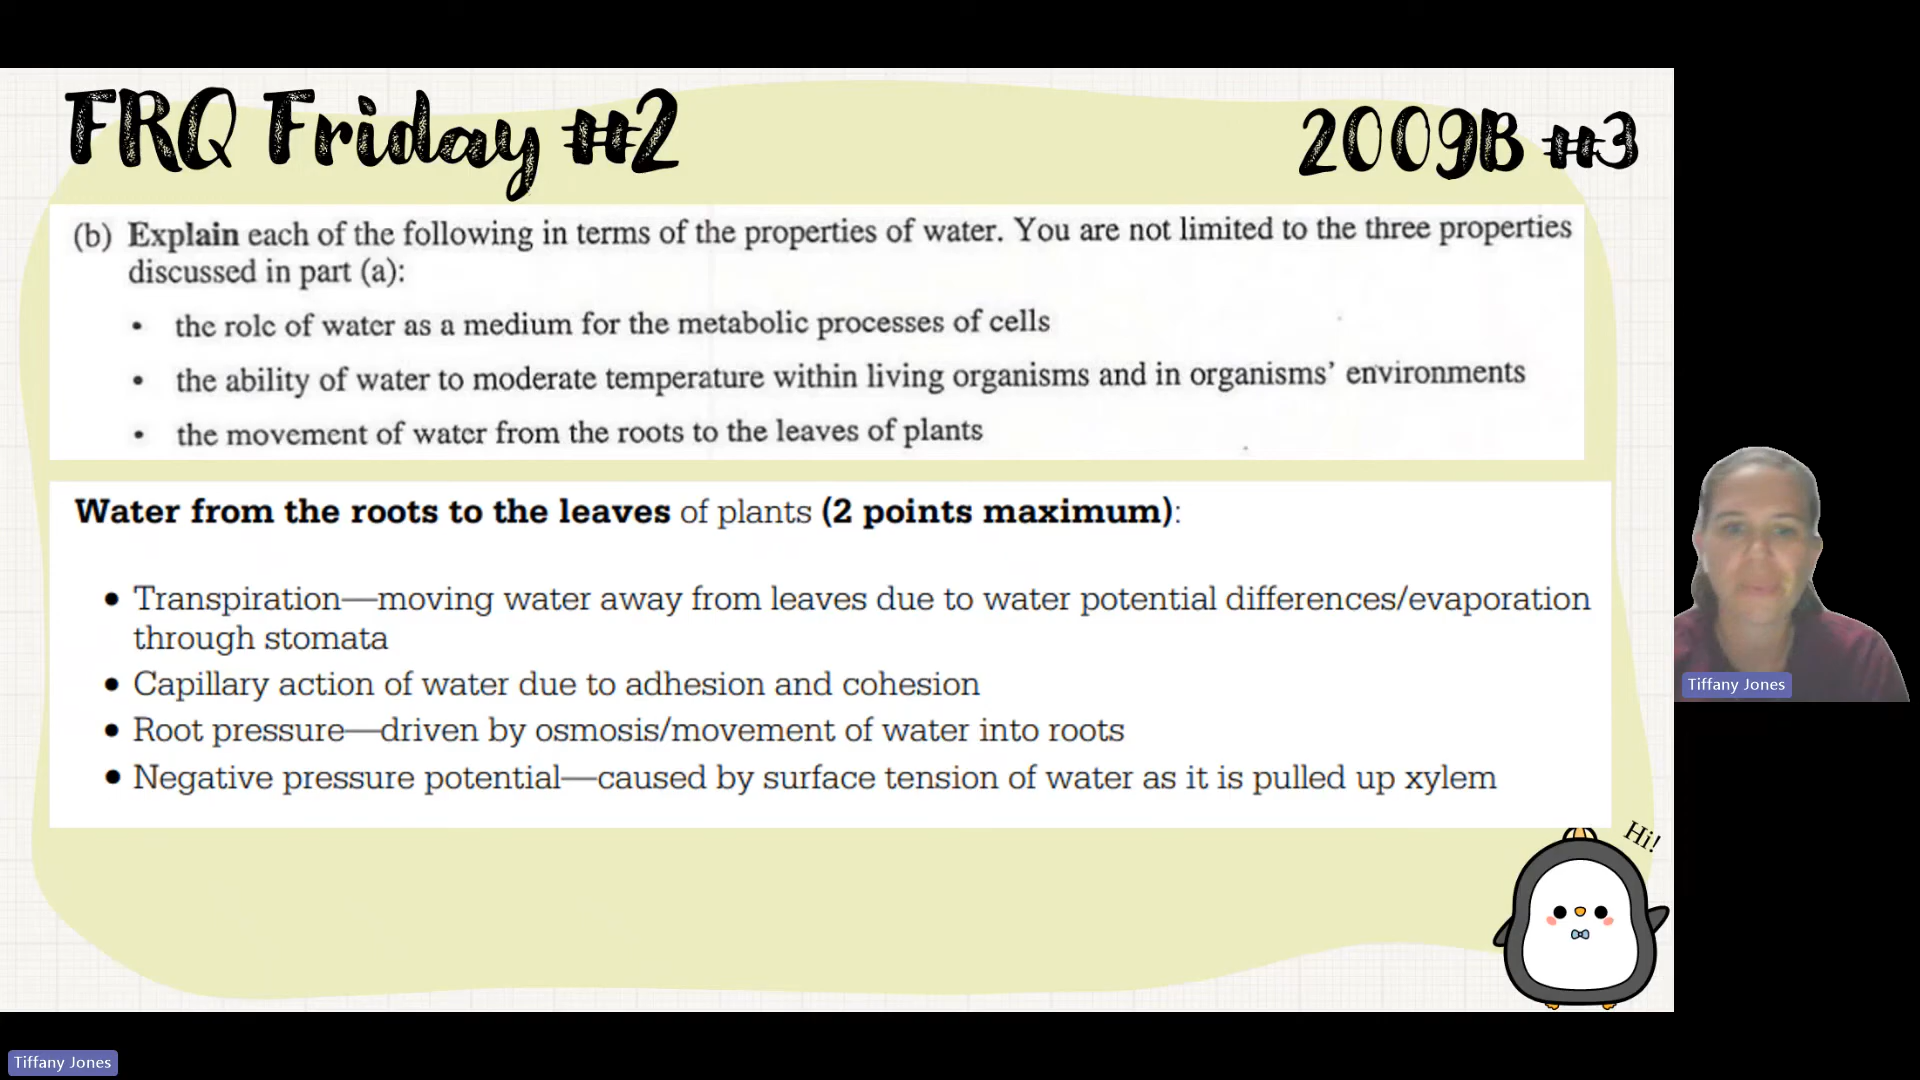 FRQ Friday #2
2009B #3
(b) Explain each of the following in terms of the properties of water. You are not limited to the three properties
discussed in part (a):
• the role of water as a medium for the metabolic processes of cells
• the ability of water to moderate temperature within living organisms and in organisms' environments
• the movement of water from the roots to the leaves of plants
Water from the roots to the leaves of plants (2 points maximum):
• Transpiration—moving water away from leaves due to water potential differences/evaporation
through stomata
• Capillary action of water due to adhesion and cohesion
• Root pressure—driven by osmosis/movement of water into roots
• Negative pressure potential—caused by surface tension of water as it is pulled up xylem
Hi!
Tiffany Jones
Tiffany Jones